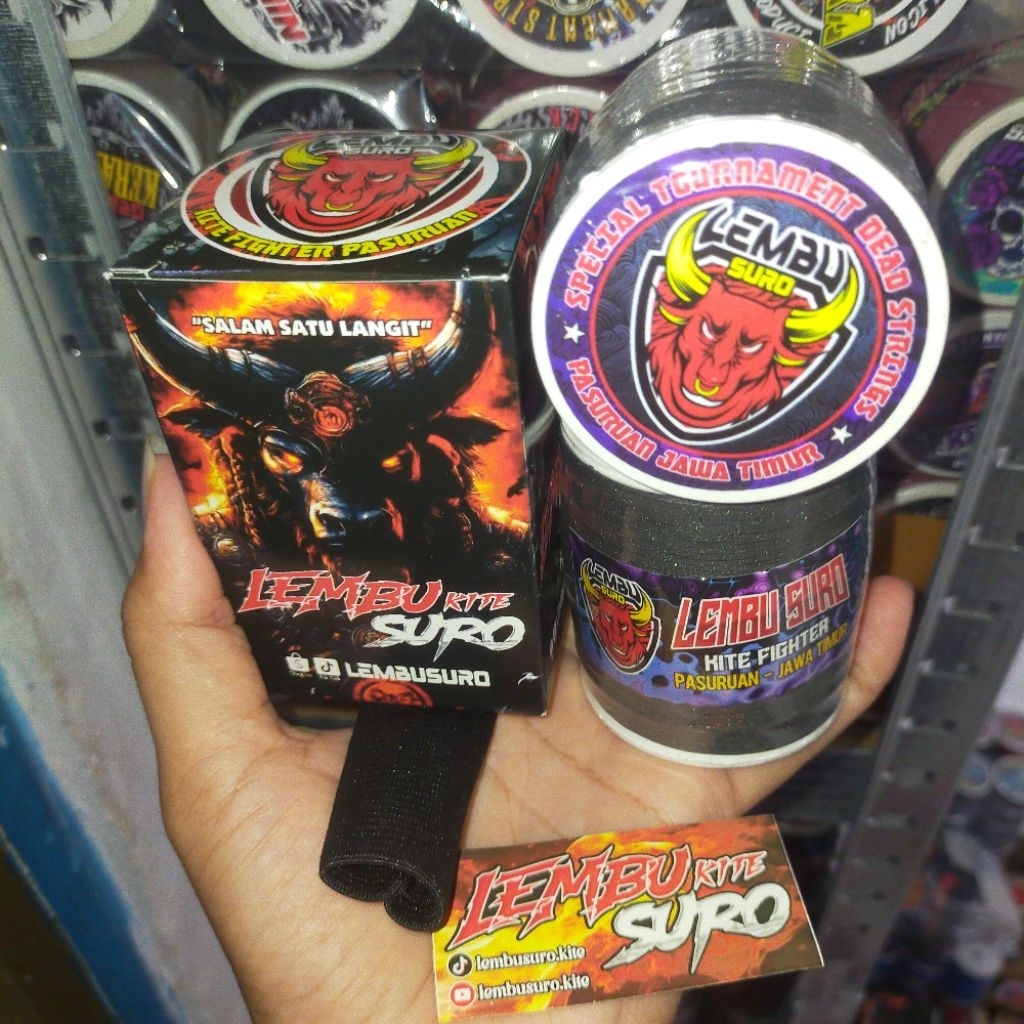 LEMBU
SURO
KITE FIGHTER PASURUAN
"SALAM SATU LANGIT"
LEMBU KITE
SURO
LEMBUSURO
SPECIAL TOURNAMENT DEAD STRINGS
LEMBU
SURO
PASURUAN JAWA TIMUR
LEMBU
SURO
LEMBU SURO
KITE FIGHTER
PASURUAN - JAWA TIMUR
LEMBU KITE
SURO
lembusuro.kite
lembusuro.kite